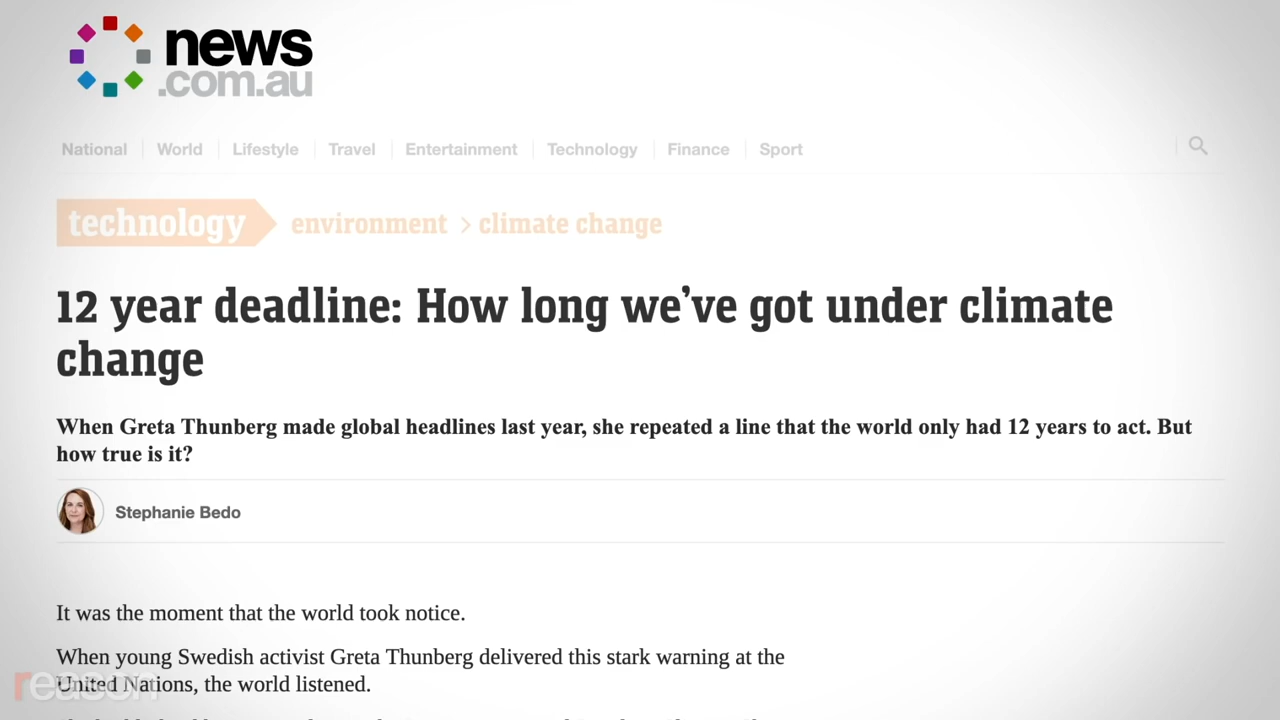 news
.com.au
National World Lifestyle Travel Entertainment Technology Finance Sport
technology environment > climate change
12 year deadline: How long we've got under climate
change
When Greta Thunberg made global headlines last year, she repeated a line that the world only had 12 years to act. But
how true is it?
Stephanie Bedo
It was the moment that the world took notice.
When young Swedish activist Greta Thunberg delivered this stark warning at the
United Nations, the world listened.
reason